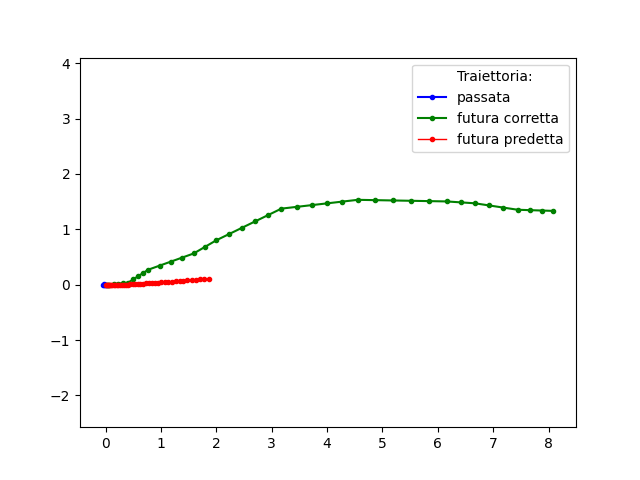 4
3
2
1
0
−1
−2
0 1 2 3 4 5 6 7 8
Traiettoria:
passata
futura corretta
futura predetta